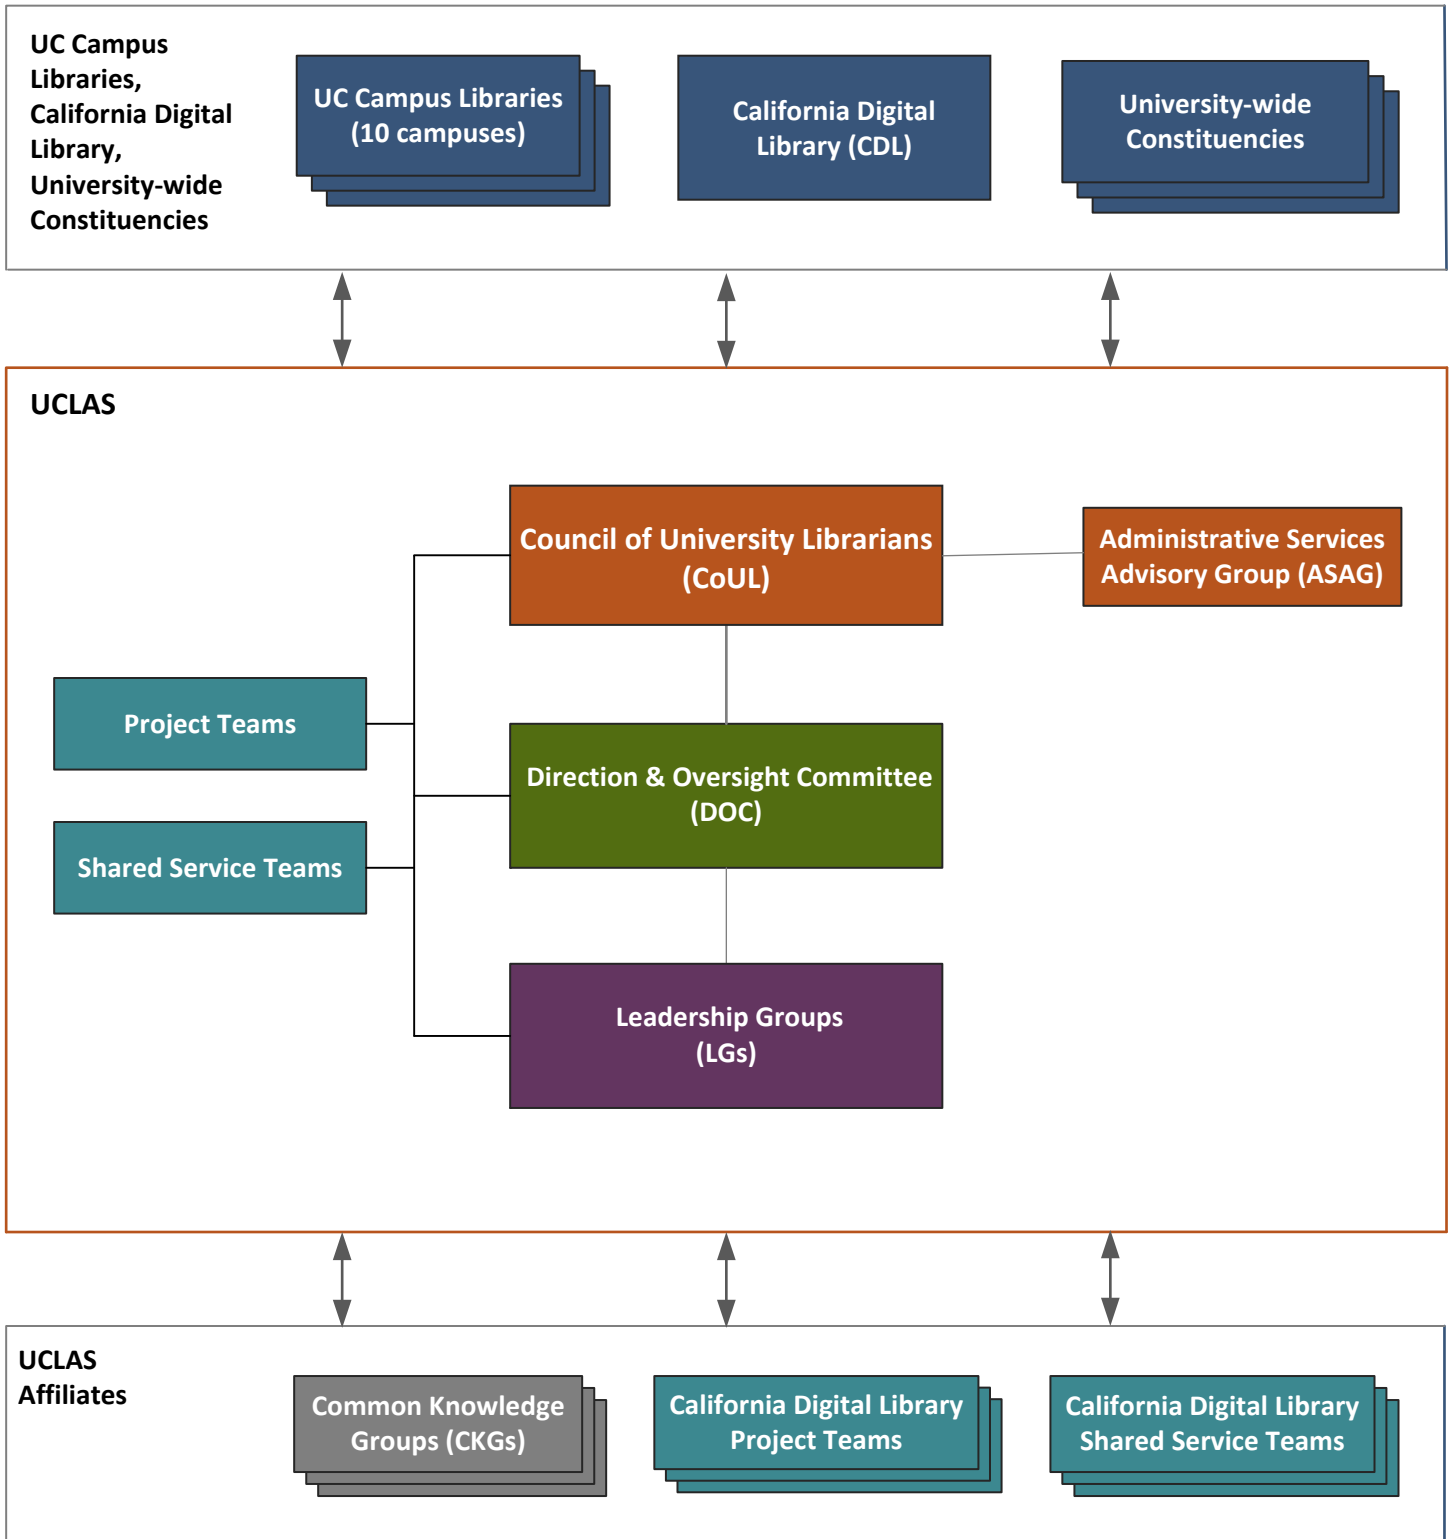 UC Campus
Libraries,
California Digital
Library,
University-wide
Constituencies
UC Campus Libraries
(10 campuses)
California Digital
Library (CDL)
University-wide
Constituencies
UCLAS
Council of University Librarians
(CoUL)
Administrative Services
Advisory Group (ASAG)
Project Teams
Direction & Oversight Committee
(DOC)
Shared Service Teams
Leadership Groups
(LGs)
UCLAS
Affiliates
Common Knowledge
Groups (CKGs)
California Digital Library
Project Teams
California Digital Library
Shared Service Teams